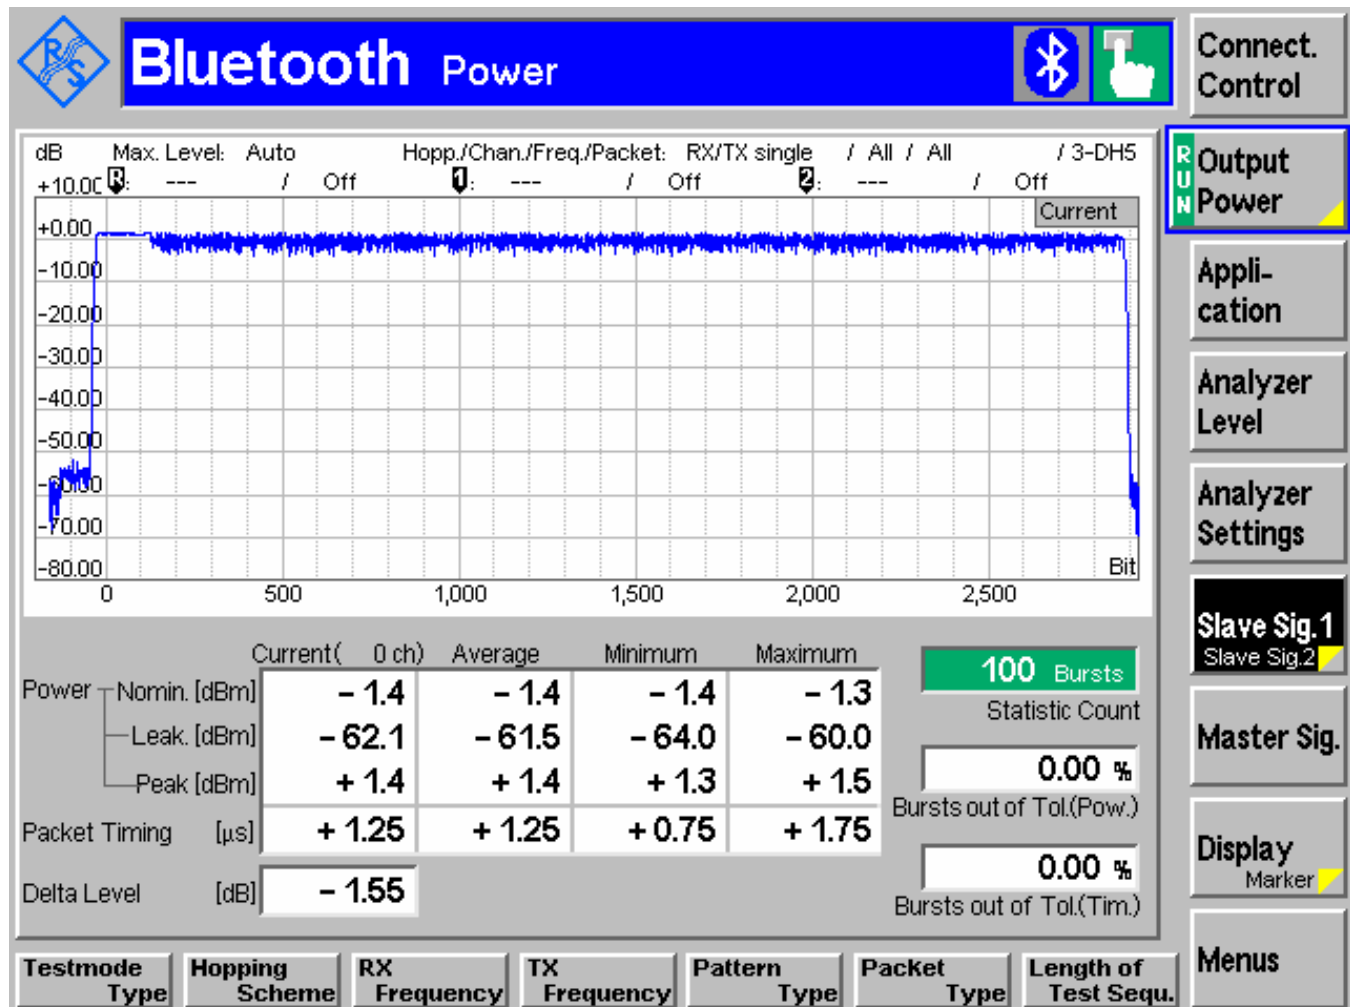 R S
Bluetooth Power
Connect. Control
dB Max. Level: Auto Hopp./Chan./Freq./Packet: RX/TX single / All / All / 3-DH5
R: --- / Off 1: --- / Off 2: --- / Off
Current
+10.00
+0.00
-10.00
-20.00
-30.00
-40.00
-50.00
-60.00
-70.00
-80.00
Bit
0 500 1,000 1,500 2,000 2,500
RUN
Output Power
Appli-
cation
Analyzer Level
Analyzer Settings
Slave Sig.1
Slave Sig.2
Master Sig.
Display
Marker
Menus
Current( 0 ch) Average Minimum Maximum
Power Nomin. [dBm] - 1.4 - 1.4 - 1.4 - 1.3
Leak. [dBm] - 62.1 - 61.5 - 64.0 - 60.0
Peak [dBm] + 1.4 + 1.4 + 1.3 + 1.5
Packet Timing [µs] + 1.25 + 1.25 + 0.75 + 1.75
Delta Level [dB] - 1.55
100 Bursts
Statistic Count
0.00 %
Bursts out of Tol.(Pow.)
0.00 %
Bursts out of Tol.(Tim.)
Testmode Type
Hopping Scheme
RX Frequency
TX Frequency
Pattern Type
Packet Type
Length of Test Sequ.